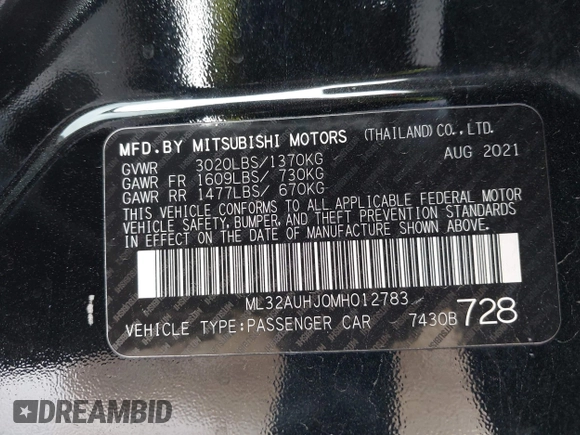 MFD.BY MITSUBISHI MOTORS (THAILAND)CO.,LTD.
GVWR 3020LBS/1370KG AUG 2021
GAWR FR 1609LBS/ 730KG
GAWR RR 1477LBS/ 670KG
THIS VEHICLE CONFORMS TO ALL APPLICABLE FEDERAL MOTOR
VEHICLE SAFETY,BUMPER,AND THEFT PREVENTION STANDARDS
IN EFFECT ON THE DATE OF MANUFACTURE SHOWN ABOVE.
ML32AUHJ0MH012783
VEHICLE TYPE:PASSENGER CAR 7430B 728
DREAMBID